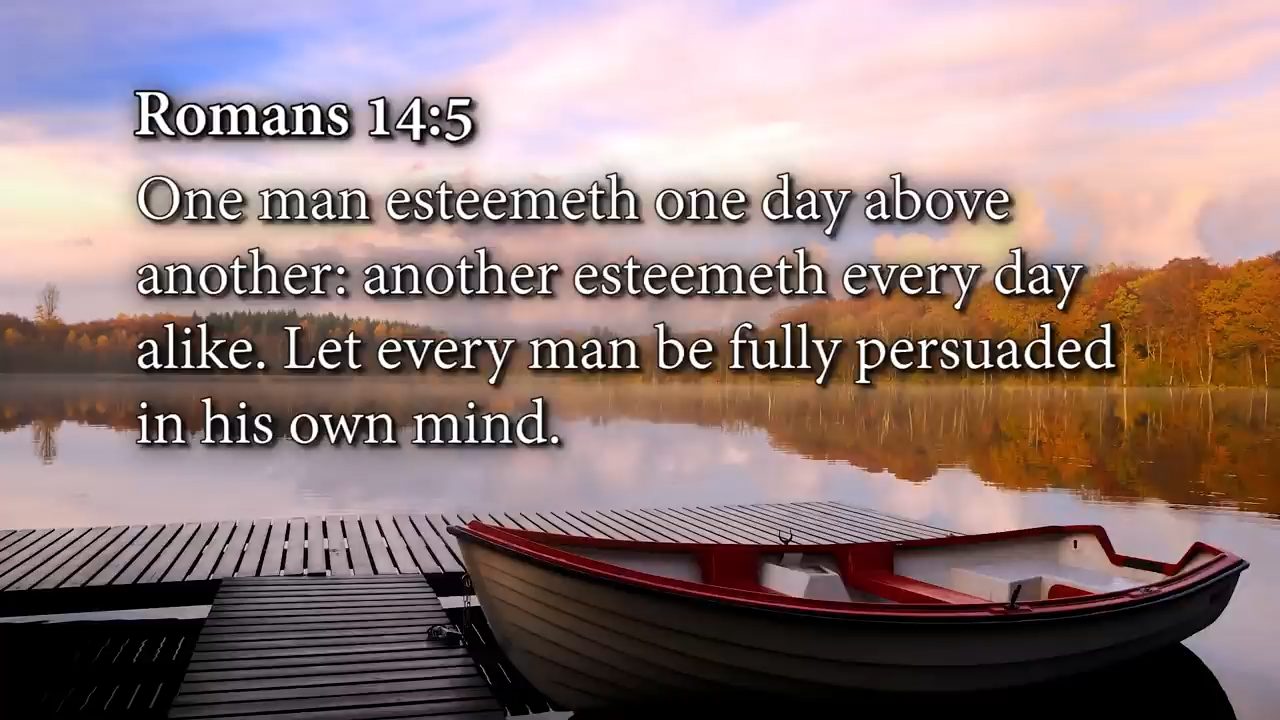 Romans 14:5
One man esteemeth one day above
another: another esteemeth every day
alike. Let every man be fully persuaded
in his own mind.